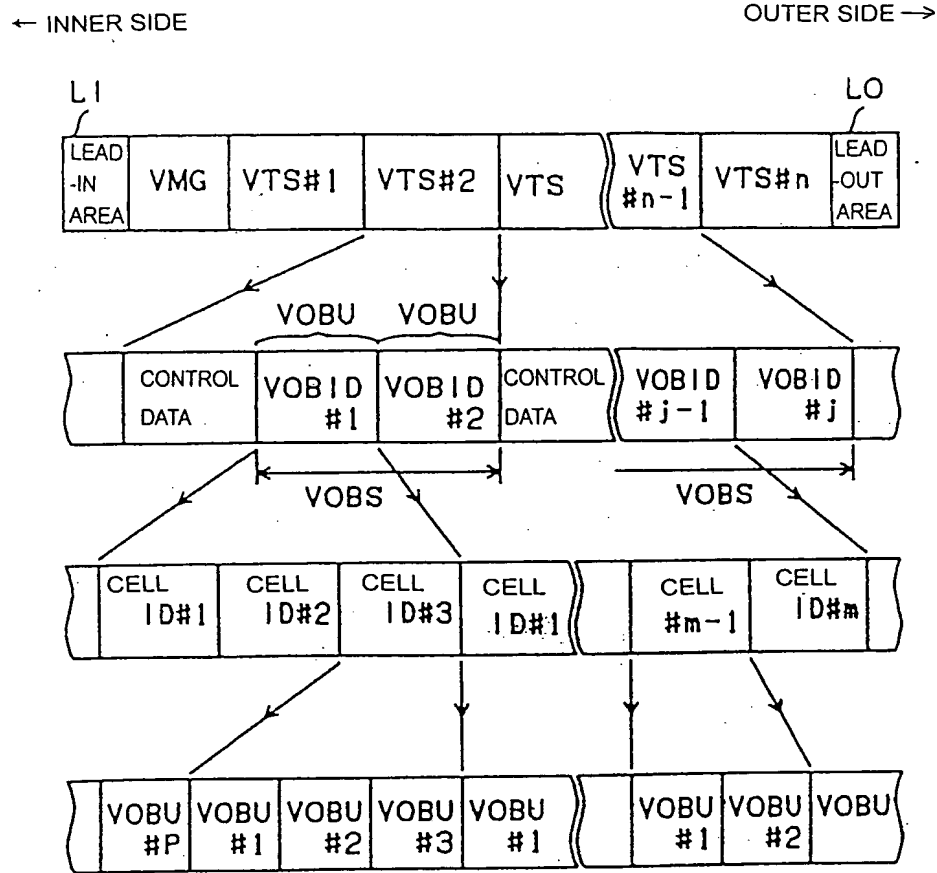 ← INNER SIDE
OUTER SIDE →
LI
LO
LEAD
-IN
AREA
VMG
VTS#1
VTS#2
VTS
VTS
#n-1
VTS#n
LEAD
-OUT
AREA
VOBU
VOBU
CONTROL
DATA
VOBID
#1
VOBID
#2
CONTROL
DATA
VOBID
#j-1
VOBID
#j
VOBS
VOBS
CELL
ID#1
CELL
ID#2
CELL
ID#3
CELL
ID#1
CELL
#m-1
CELL
ID#m
VOBU
#P
VOBU
#1
VOBU
#2
VOBU
#3
VOBU
#1
VOBU
#1
VOBU
#2
VOBU